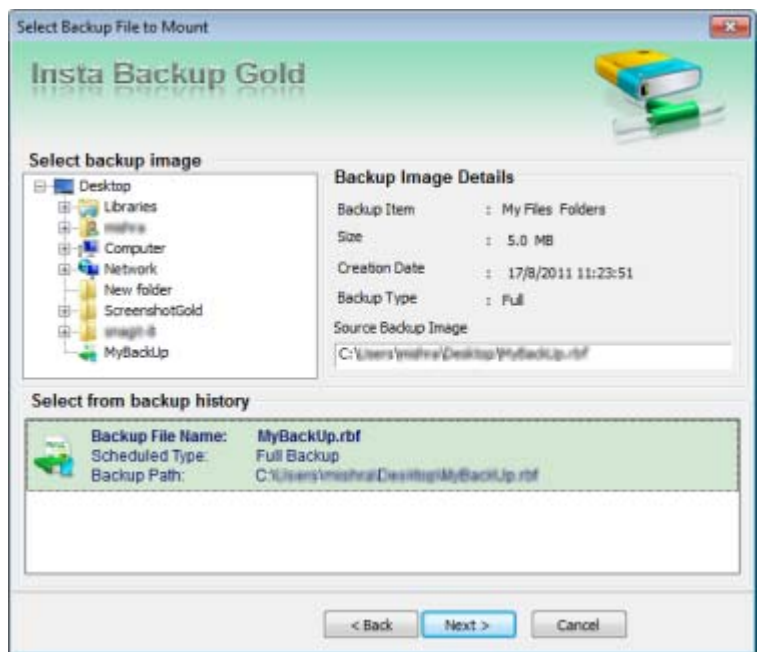 Select Backup File to Mount
Insta Backup Gold
Select backup image
Desktop
Libraries
Computer
Network
New folder
ScreenshotGold
MyBackUp
Backup Image Details
Backup Item : My Files Folders
Size : 5.0 MB
Creation Date : 17/8/2011 11:23:51
Backup Type : Full
Source Backup Image
C:\
Select from backup history
Backup File Name: MyBackUp.rbf
Scheduled Type: Full Backup
Backup Path: C:\
< Back
Next >
Cancel